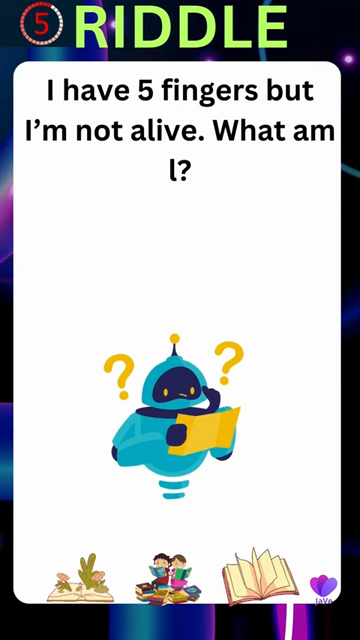 5 RIDDLE
I have 5 fingers but
I’m not alive. What am
l?
? ?